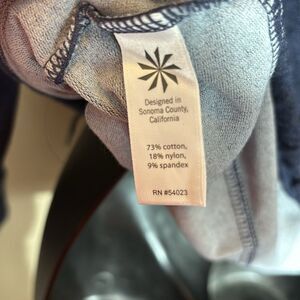 Designed in
Sonoma County,
California
73% cotton,
18% nylon,
9% spandex
RN #54023